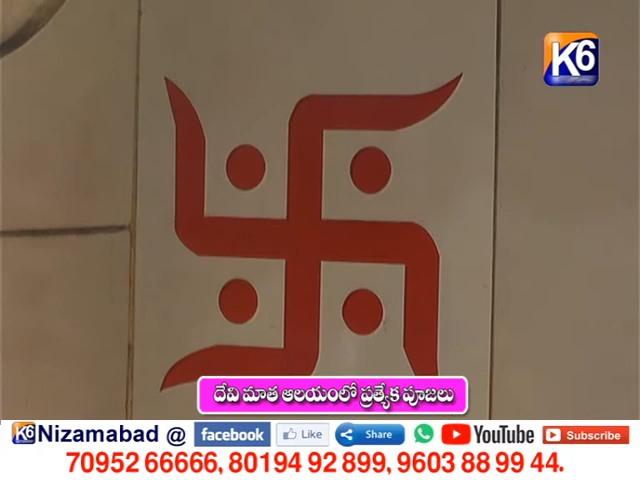 K6
దేవి మాత ఆలయంలో ప్రత్యేక పూజలు
K6 Nizamabad @ facebook Like Share YouTube Subscribe
70952 66666, 80194 92 899, 9603 88 99 44.